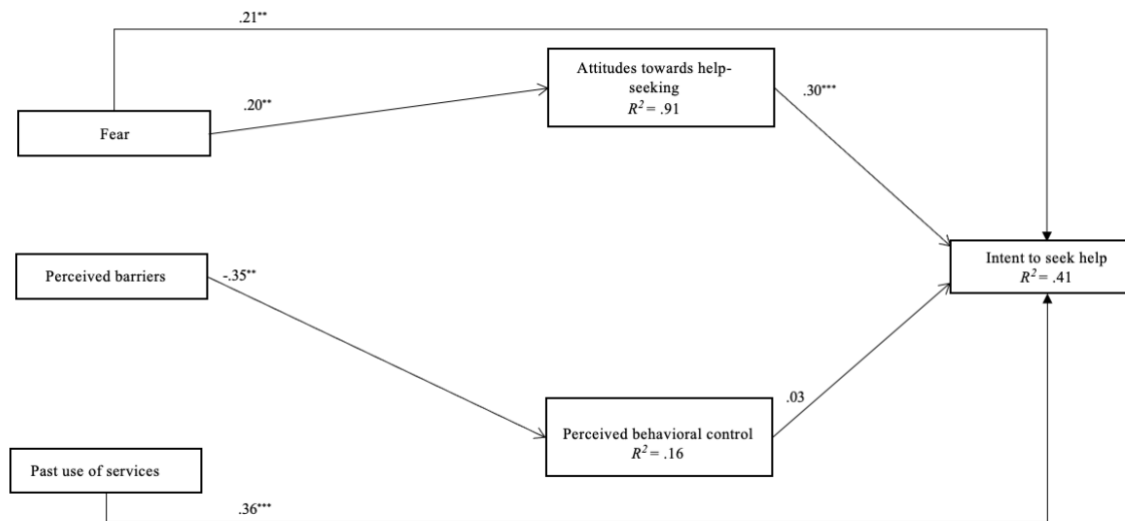 .21**
Attitudes towards help-
seeking
R² = .91
.30***
.20**
Fear
Perceived barriers
-.35**
Intent to seek help
R² = .41
.03
Perceived behavioral control
R² = .16
Past use of services
.36***